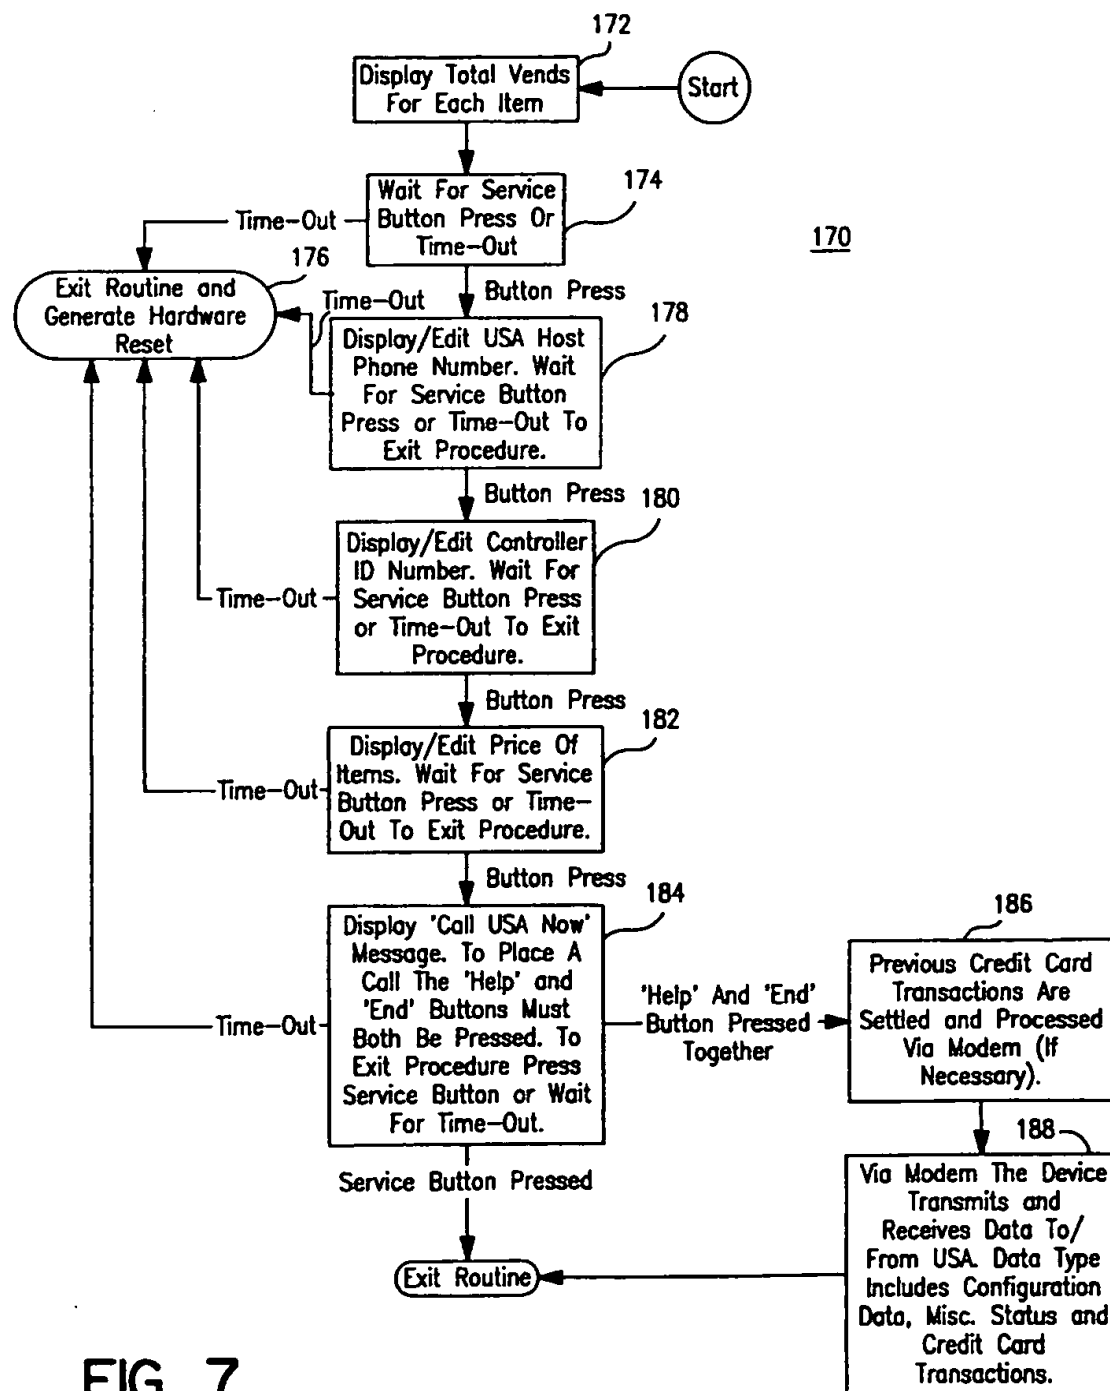 172
Display Total Vends
For Each Item
Start
174
Wait For Service
Button Press Or
Time-Out
Time-Out
170
176
Exit Routine and
Generate Hardware
Reset
Time-Out
Button Press
178
Display/Edit USA Host
Phone Number. Wait
For Service Button
Press or Time-Out To
Exit Procedure.
Button Press
180
Display/Edit Controller
ID Number. Wait For
Service Button Press
or Time-Out To Exit
Procedure.
Time-Out
Button Press
182
Display/Edit Price Of
Items. Wait For Service
Button Press or Time-
Out To Exit Procedure.
Time-Out
Button Press
184
Display 'Call USA Now'
Message. To Place A
Call The 'Help' and
'End' Buttons Must
Both Be Pressed. To
Exit Procedure Press
Service Button or Wait
For Time-Out.
Time-Out
'Help' And 'End'
Button Pressed
Together
186
Previous Credit Card
Transactions Are
Settled and Processed
Via Modem (If
Necessary).
188
Via Modem The Device
Transmits and
Receives Data To/
From USA. Data Type
Includes Configuration
Data, Misc. Status and
Credit Card
Transactions.
Service Button Pressed
Exit Routine
FIG. 7